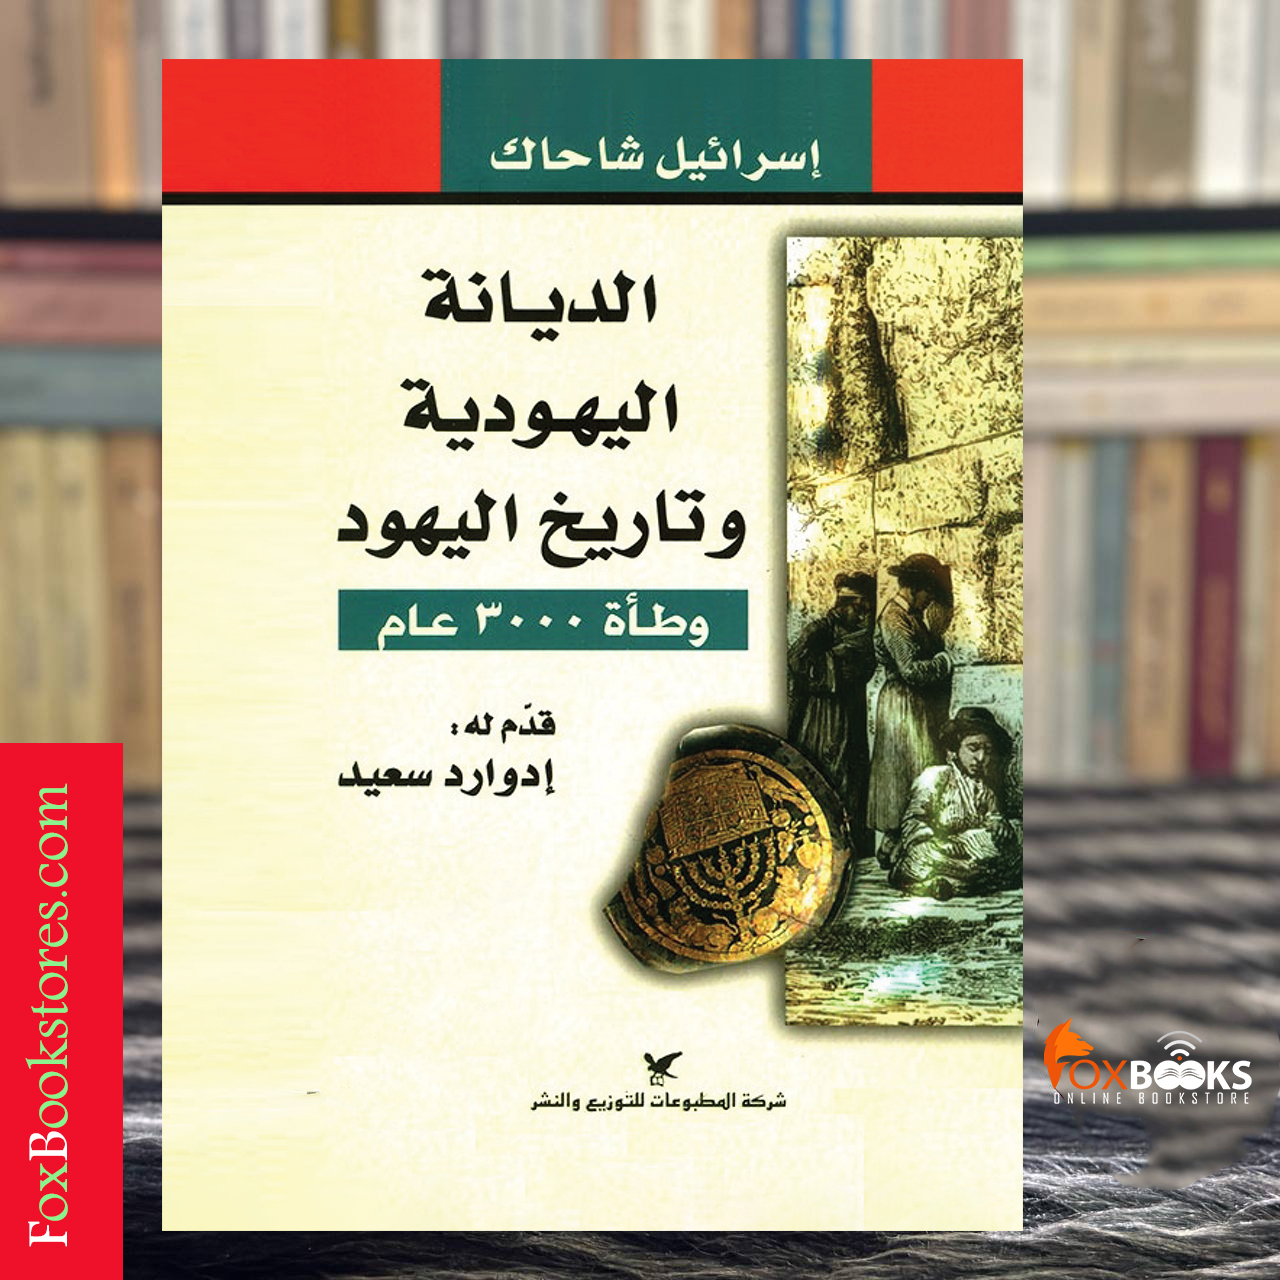 إسرائيل شاحاك
الديانة
اليهودية
وتاريخ اليهود
وطأة ٣٠٠٠ عام
قدّم له:
إدوارد سعيد
شركة المطبوعات للتوزيع والنشر
FoxBookstores.com
FOXBOOKS
ONLINE BOOKSTORE